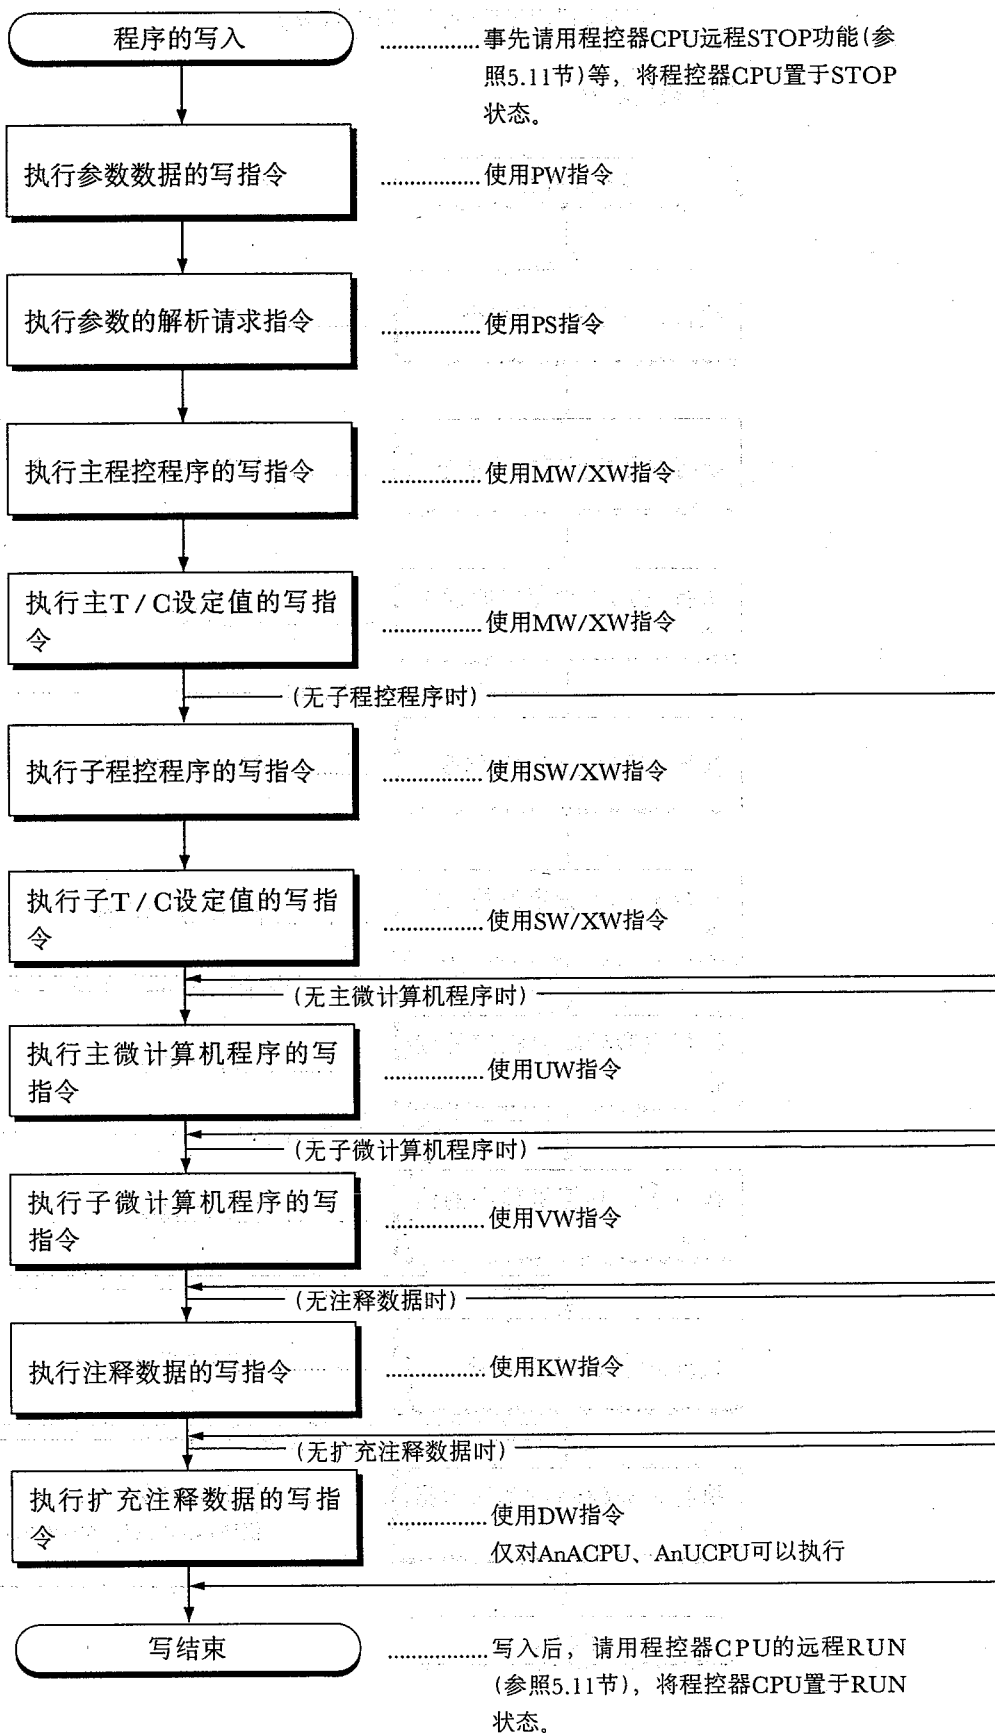 程序的写入
................事先请用程控器CPU远程STOP功能(参
照5.11节)等，将程控器CPU置于STOP
状态。
执行参数数据的写指令
................使用PW指令
执行参数的解析请求指令
................使用PS指令
执行主程控程序的写指令
................使用MW/XW指令
执行主T/C设定值的写指
令
................使用MW/XW指令
(无子程控程序时)
执行子程控程序的写指令
................使用SW/XW指令
执行子T/C设定值的写指
令
................使用SW/XW指令
(无主微计算机程序时)
执行主微计算机程序的写
指令
................使用UW指令
(无子微计算机程序时)
执行子微计算机程序的写
指令
................使用VW指令
(无注释数据时)
执行注释数据的写指令
................使用KW指令
(无扩充注释数据时)
执行扩充注释数据的写指
令
................使用DW指令
仅对AnACPU、AnUCPU可以执行
写结束
................写入后，请用程控器CPU的远程RUN
(参照5.11节)，将程控器CPU置于RUN
状态。